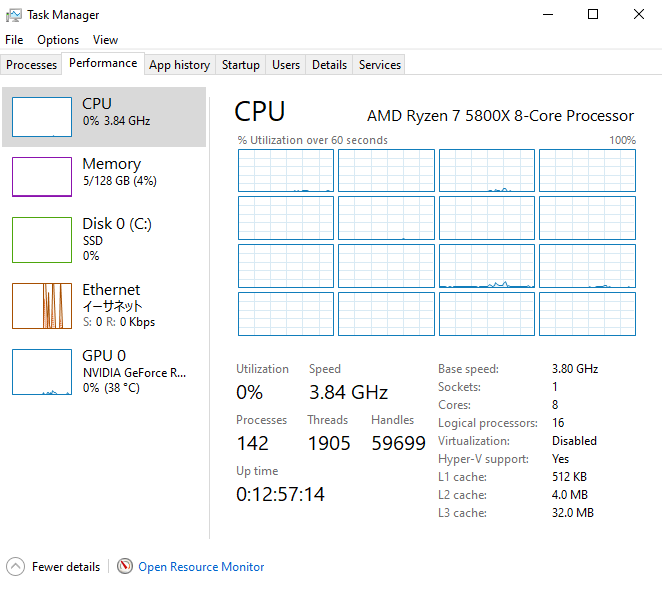 Task Manager
File Options View
Processes Performance App history Startup Users Details Services
CPU
0% 3.84 GHz
Memory
5/128 GB (4%)
Disk 0 (C:)
SSD
0%
Ethernet
イーサネット
S: 0 R: 0 Kbps
GPU 0
NVIDIA GeForce R...
0% (38 °C)
CPU
AMD Ryzen 7 5800X 8-Core Processor
% Utilization over 60 seconds
100%
Utilization Speed
0% 3.84 GHz
Processes Threads Handles
142 1905 59699
Up time
0:12:57:14
Base speed: 3.80 GHz
Sockets: 1
Cores: 8
Logical processors: 16
Virtualization: Disabled
Hyper-V support: Yes
L1 cache: 512 KB
L2 cache: 4.0 MB
L3 cache: 32.0 MB
Fewer details
Open Resource Monitor